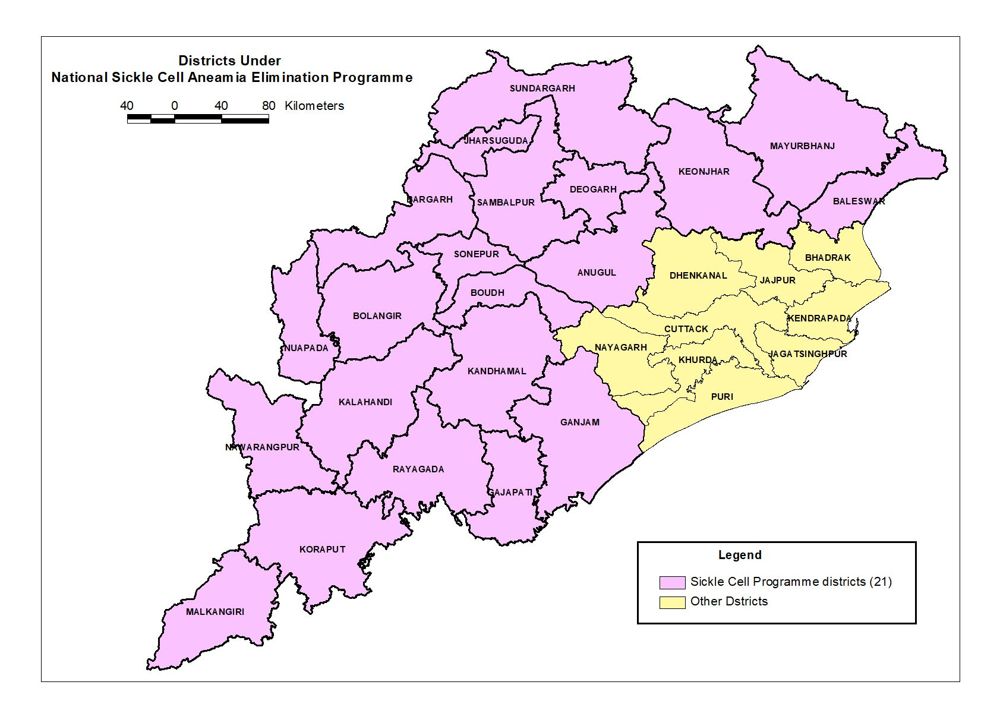 Districts Under
National Sickle Cell Aneamia Elimination Programme
40 0 40 80 Kilometers
SUNDARGARH
JHARSUGUDA
MAYURBHANJ
KEONJHAR
DEOGARH
BARGARH
SAMBALPUR
BALESWAR
SONEPUR
BHADRAK
ANUGUL
DHENKANAL
JAJPUR
BOUDH
BOLANGIR
KENDRAPADA
CUTTACK
NUAPADA
NAYAGARH
JAGATSINGHPUR
KHURDA
KANDHAMAL
PURI
KALAHANDI
GANJAM
NAWARANGPUR
RAYAGADA
GAJAPATI
KORAPUT
MALKANGIRI
Legend
Sickle Cell Programme districts (21)
Other Dstricts